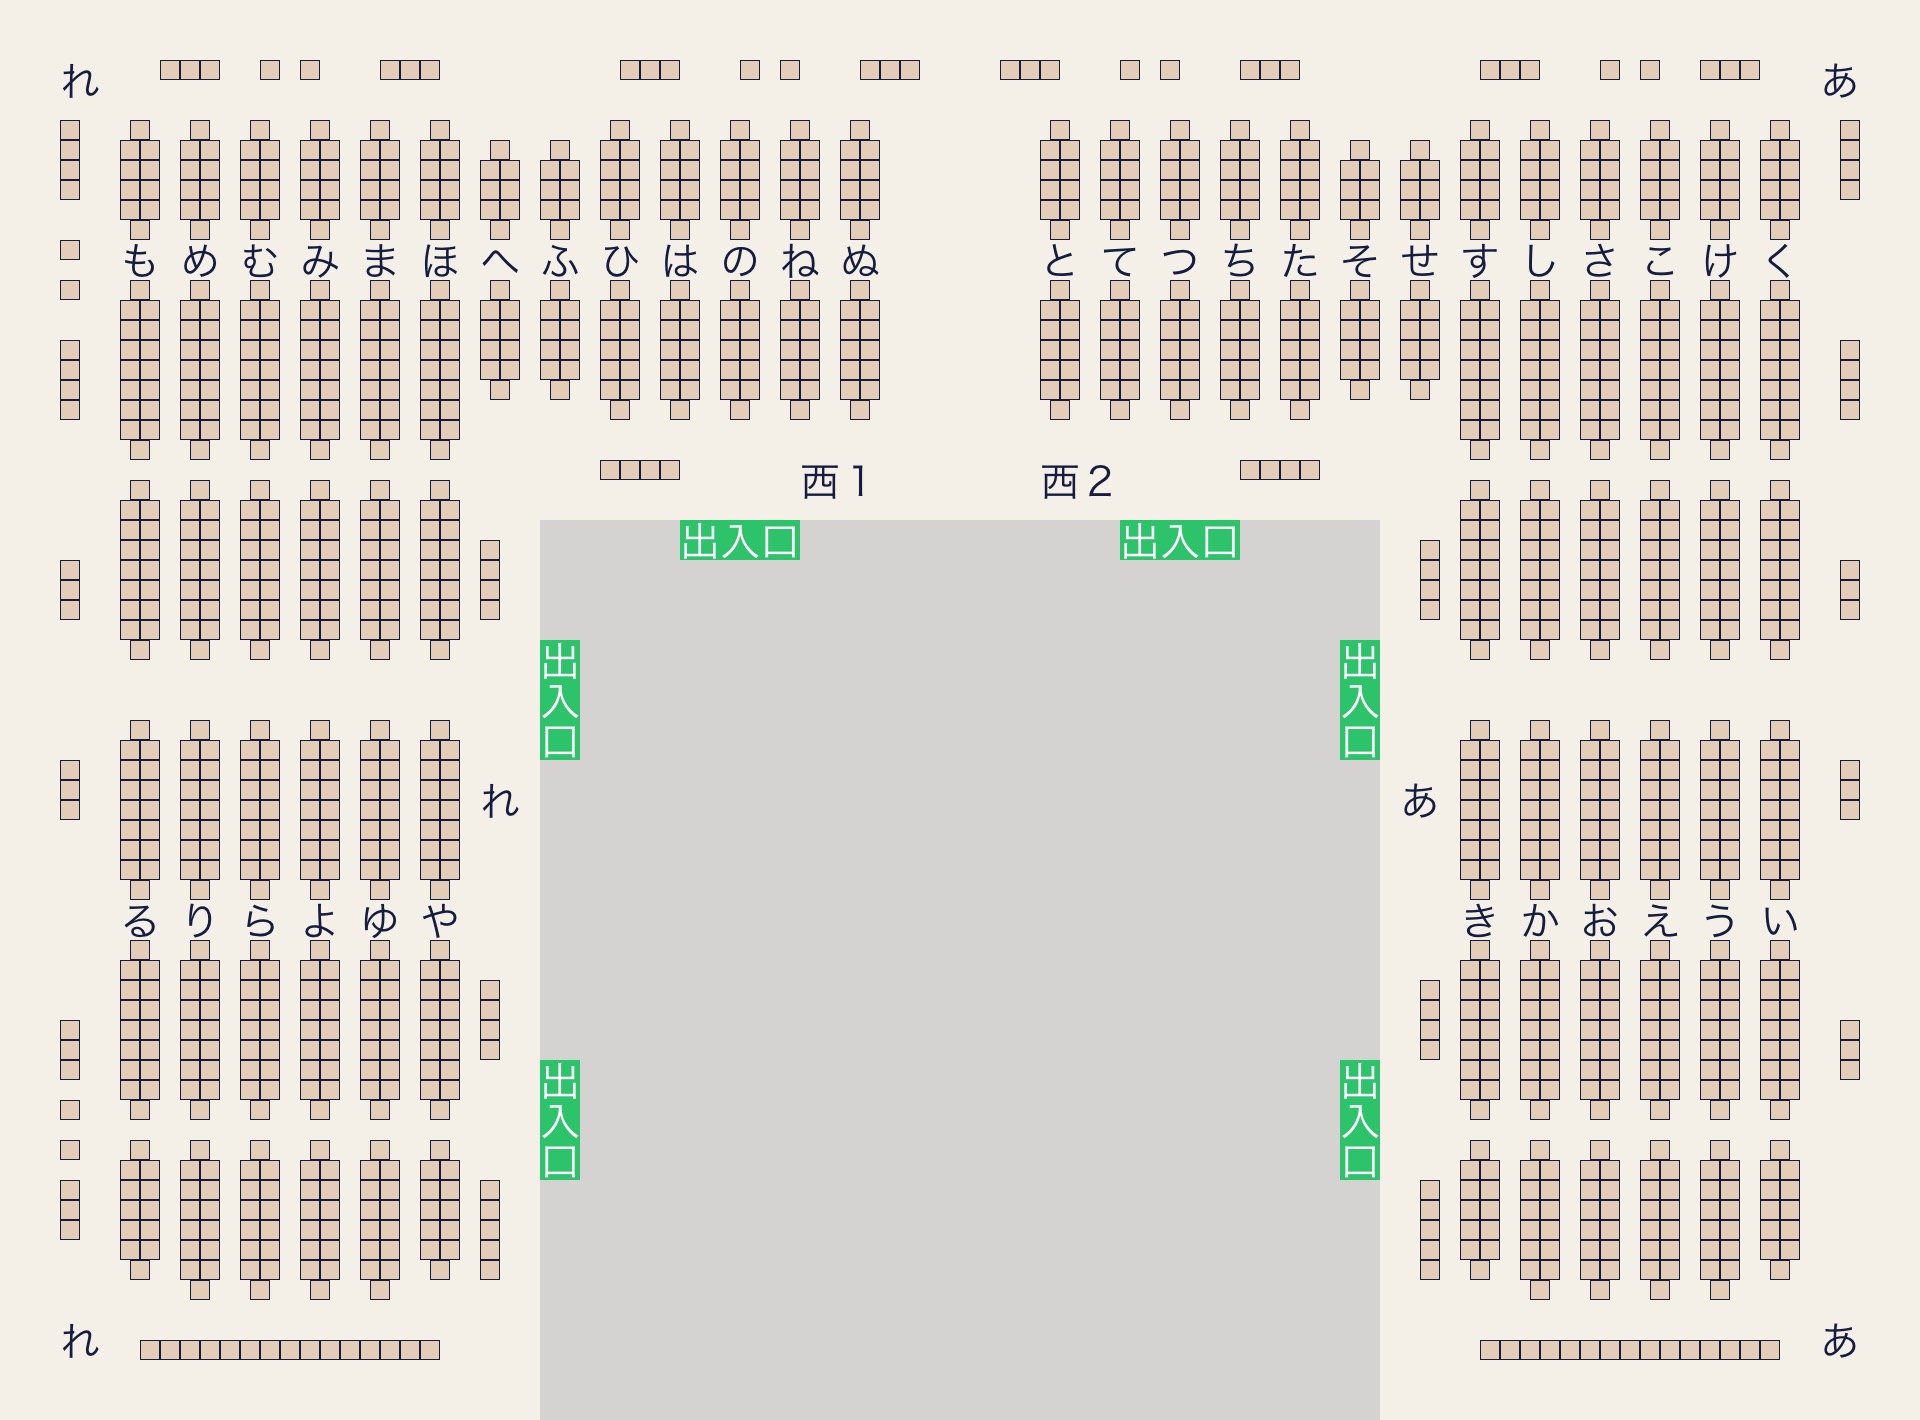 れ
あ
もめむみまほへふひはのねぬ
とてつちたそせすしさこけく
西1
西2
出入口
出入口
出入口
出入口
れ
あ
るりらよゆや
きかおえうい
出入口
出入口
れ
あ